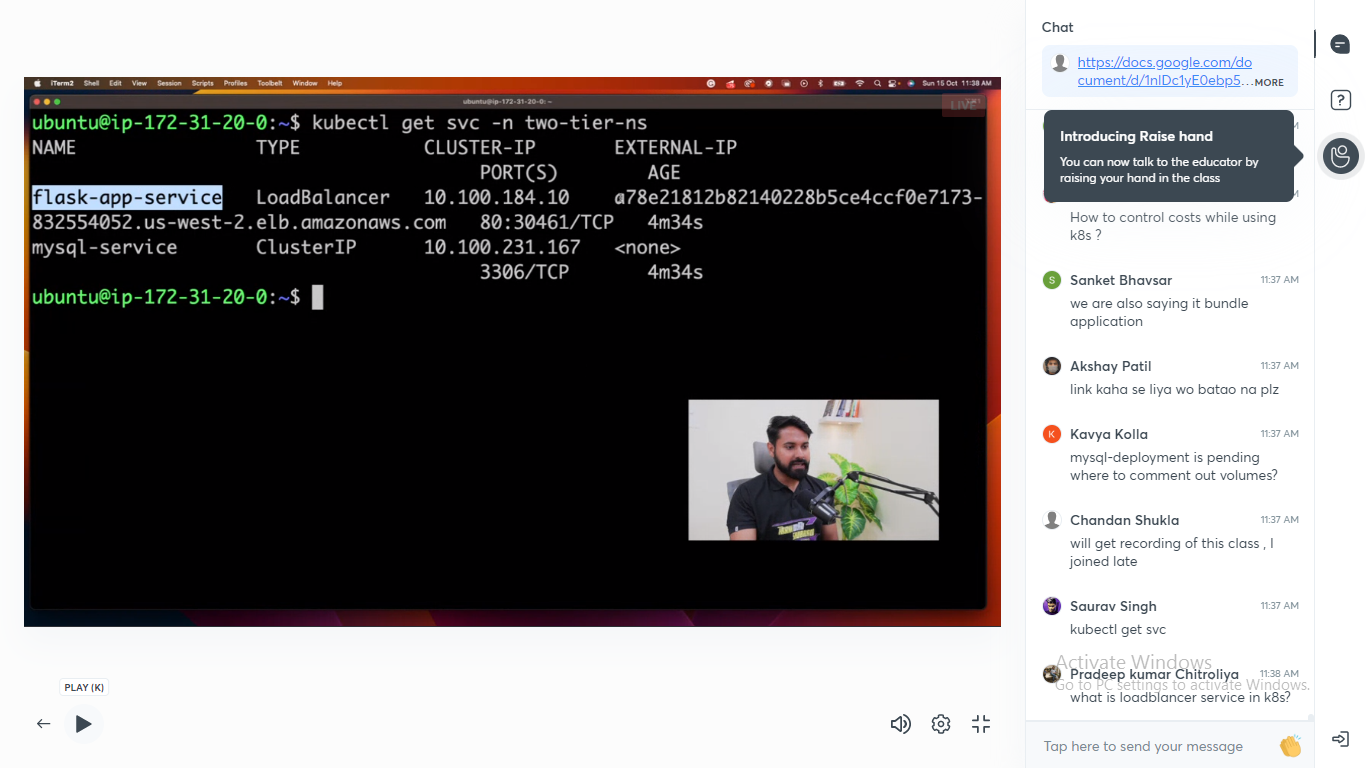 iTerm2 Shell Edit View Session Scripts Profiles Toolbelt Window Help
Sun 15 Oct 11:38 AM
ubuntu@ip-172-31-20-0: ~
LIVE
ubuntu@ip-172-31-20-0:~$ kubectl get svc -n two-tier-ns
NAME TYPE CLUSTER-IP EXTERNAL-IP
PORT(S) AGE
flask-app-service LoadBalancer 10.100.184.10 a78e21812b82140228b5ce4ccf0e7173-
832554052.us-west-2.elb.amazonaws.com 80:30461/TCP 4m34s
mysql-service ClusterIP 10.100.231.167 <none>
3306/TCP 4m34s
ubuntu@ip-172-31-20-0:~$
PLAY (K)
Chat
https://docs.google.com/do
cument/d/1nlDc1yE0ebp5...MORE
Introducing Raise hand
You can now talk to the educator by
raising your hand in the class
How to control costs while using
k8s ?
S Sanket Bhavsar 11:37 AM
we are also saying it bundle
application
Akshay Patil 11:37 AM
link kaha se liya wo batao na plz
K Kavya Kolla 11:37 AM
mysql-deployment is pending
where to comment out volumes?
Chandan Shukla 11:37 AM
will get recording of this class , I
joined late
Saurav Singh 11:37 AM
kubectl get svc
Activate Windows
Pradeep kumar Chitroliya 11:38 AM
Go to PC settings to activate Windows.
what is loadblancer service in k8s?
Tap here to send your message